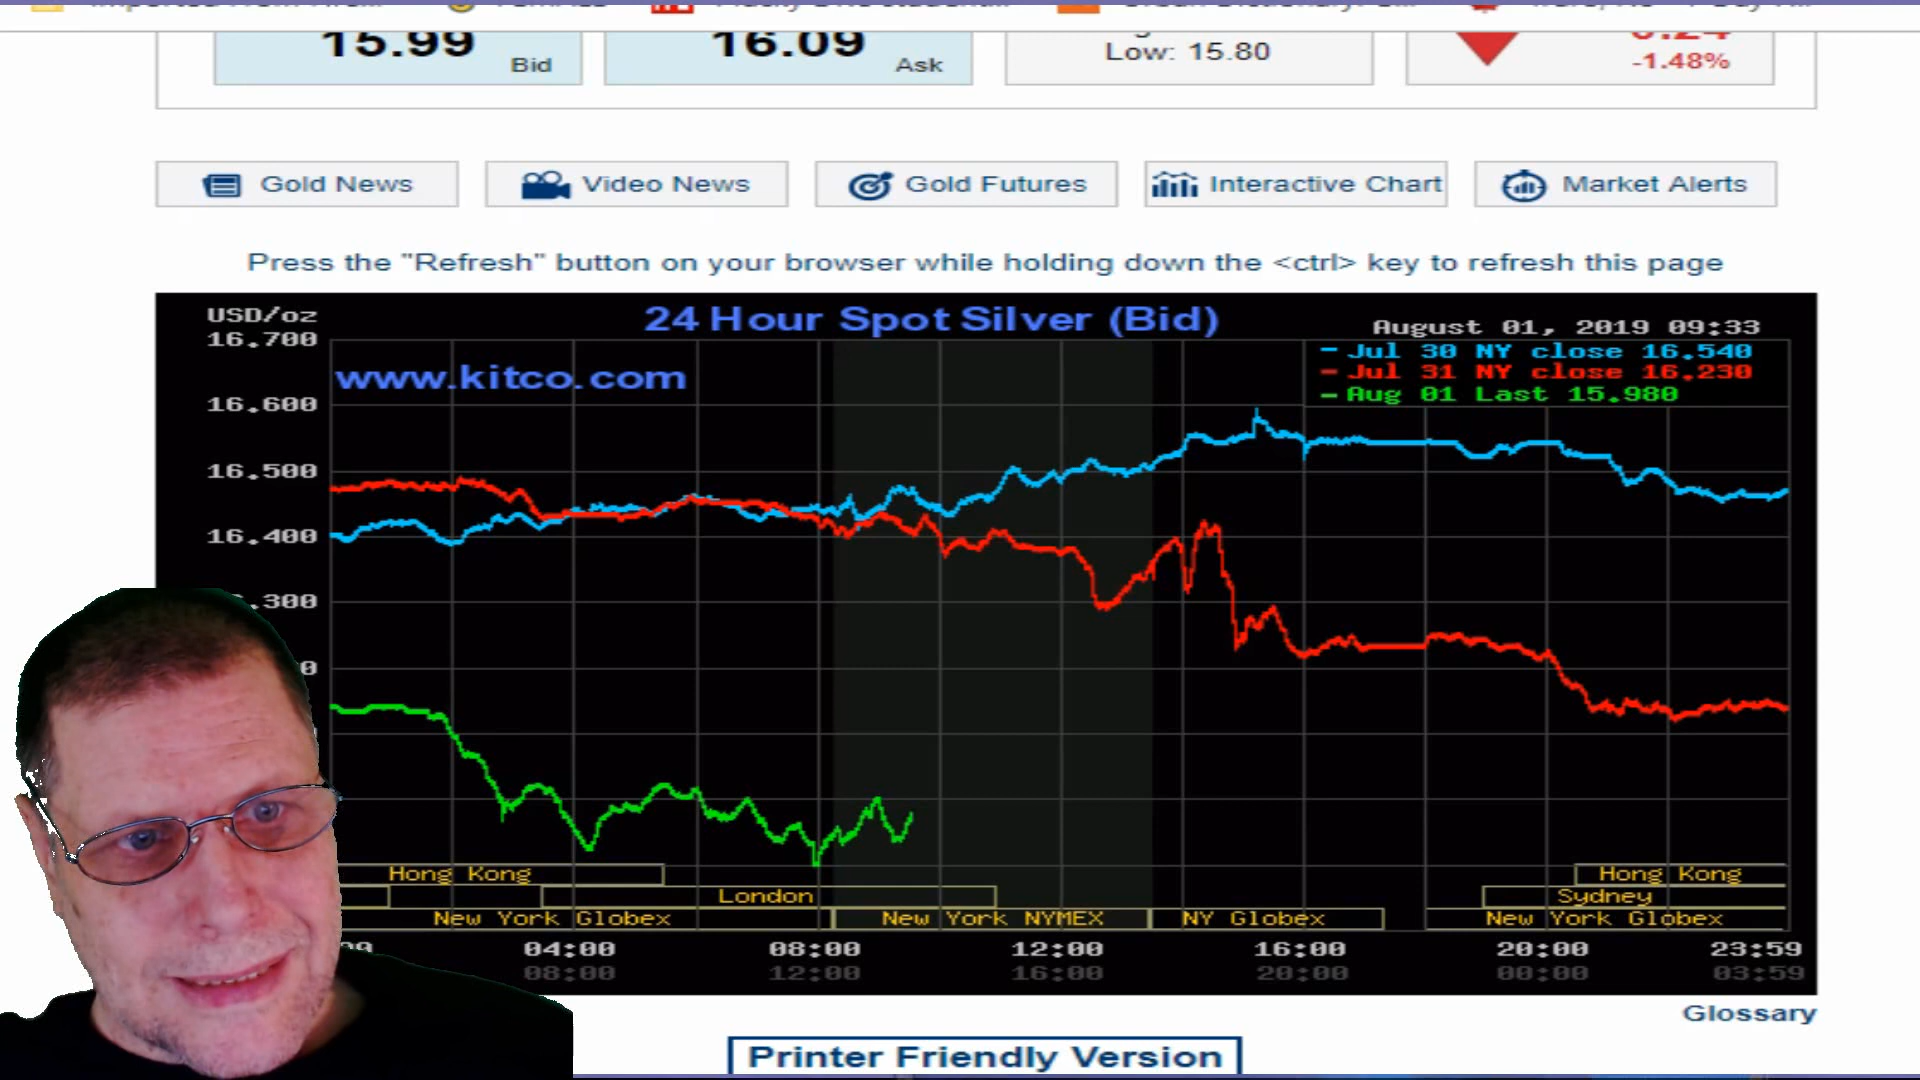 15.99
Bid
16.09
Ask
Low: 15.80
-1.48%
Gold News
Video News
Gold Futures
Interactive Chart
Market Alerts
Press the "Refresh" button on your browser while holding down the <ctrl> key to refresh this page
USD/oz
24 Hour Spot Silver (Bid)
August 01, 2019 09:33
www.kitco.com
Jul 30 NY close 16.540
Jul 31 NY close 16.230
Aug 01 Last 15.980
16.700
16.600
16.500
16.400
.300
0
Hong Kong
Hong Kong
London
Sydney
New York Globex
New York NYMEX
NY Globex
New York Globex
04:00
08:00
12:00
16:00
20:00
23:59
08:00
12:00
16:00
20:00
00:00
03:59
Glossary
Printer Friendly Version